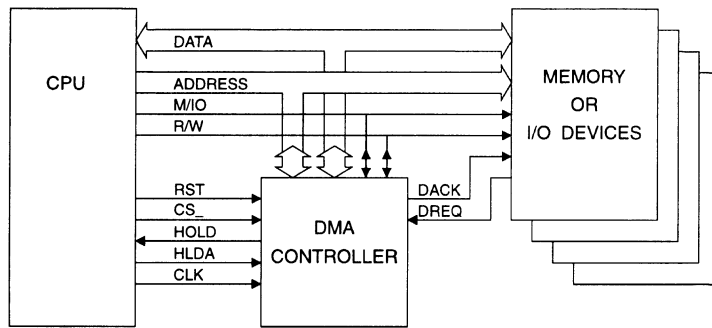 DATA
CPU
ADDRESS
M/IO
R/W
MEMORY
OR
I/O DEVICES
RST
CS_
HOLD
HLDA
CLK
DMA
CONTROLLER
DACK
DREQ